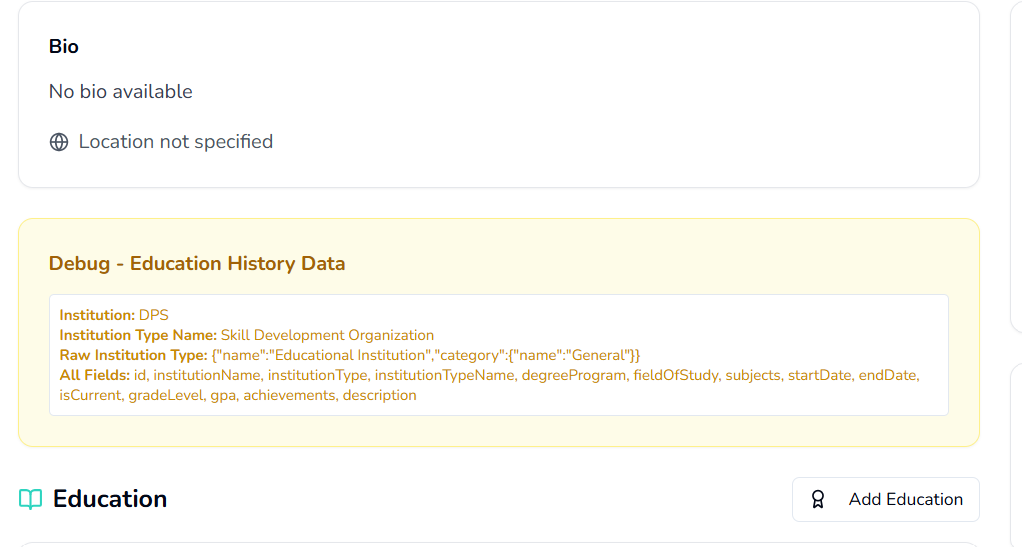 Bio
No bio available
Location not specified
Debug - Education History Data
Institution: DPS
Institution Type Name: Skill Development Organization
Raw Institution Type: {"name":"Educational Institution","category":{"name":"General"}}
All Fields: id, institutionName, institutionType, institutionTypeName, degreeProgram, fieldOfStudy, subjects, startDate, endDate,
isCurrent, gradeLevel, gpa, achievements, description
Education
Add Education